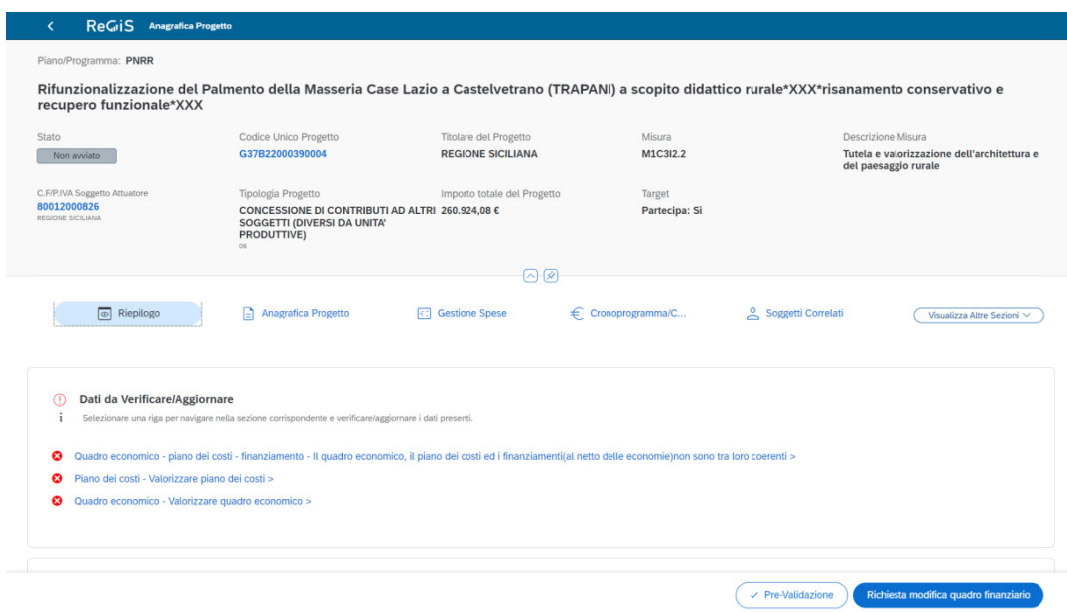 ReGiS Anagrafica Progetto
Piano/Programma: PNRR
Rifunzionalizzazione del Palmento della Masseria Case Lazio a Castelvetrano (TRAPANI) a scopo didattico rurale*XXX*risanamento conservativo e
recupero funzionale*XXX
Stato Codice Unico Progetto Titolare del Progetto Misura Descrizione Misura
Non avviato G37B22000390004 REGIONE SICILIANA M1C3I2.2 Tutela e valorizzazione dell'architettura e
del paesaggio rurale
C.F/P.IVA Soggetto Attuatore Tipologia Progetto Importo totale del Progetto Target
80012000826 CONCESSIONE DI CONTRIBUTI AD ALTRI 260.924,08 € Partecipa: Sì
REGIONE SICILIANA SOGGETTI (DIVERSI DA UNITA'
PRODUTTIVE)
06
Riepilogo Anagrafica Progetto Gestione Spese Cronoprogramma/C... Soggetti Correlati Visualizza Altre Sezioni
Dati da Verificare/Aggiornare
Selezionare una riga per navigare nella sezione corrispondente e verificare/aggiornare i dati presenti.
Quadro economico - piano dei costi - finanziamento - Il quadro economico, il piano dei costi ed i finanziamenti(al netto delle economie)non sono tra loro coerenti >
Piano dei costi - Valorizzare piano dei costi >
Quadro economico - Valorizzare quadro economico >
Pre-Validazione Richiesta modifica quadro finanziario